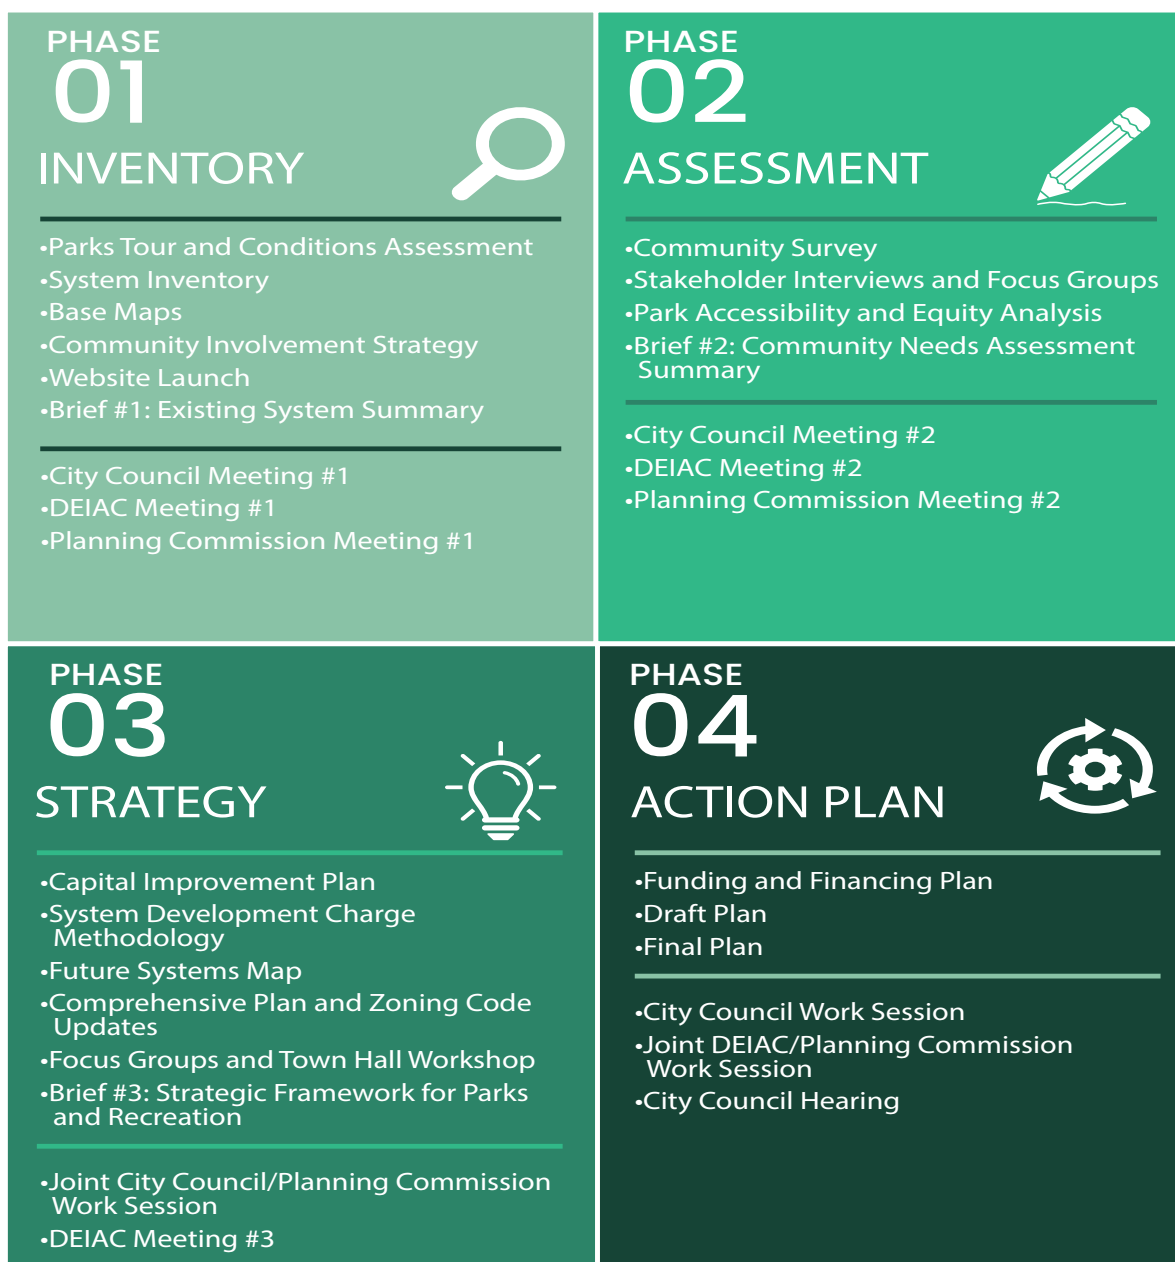 PHASE
01
INVENTORY
•Parks Tour and Conditions Assessment
•System Inventory
•Base Maps
•Community Involvement Strategy
•Website Launch
•Brief #1: Existing System Summary
•City Council Meeting #1
•DEIAC Meeting #1
•Planning Commission Meeting #1
PHASE
02
ASSESSMENT
•Community Survey
•Stakeholder Interviews and Focus Groups
•Park Accessibility and Equity Analysis
•Brief #2: Community Needs Assessment
Summary
•City Council Meeting #2
•DEIAC Meeting #2
•Planning Commission Meeting #2
PHASE
03
STRATEGY
•Capital Improvement Plan
•System Development Charge
Methodology
•Future Systems Map
•Comprehensive Plan and Zoning Code
Updates
•Focus Groups and Town Hall Workshop
•Brief #3: Strategic Framework for Parks
and Recreation
•Joint City Council/Planning Commission
Work Session
•DEIAC Meeting #3
PHASE
04
ACTION PLAN
•Funding and Financing Plan
•Draft Plan
•Final Plan
•City Council Work Session
•Joint DEIAC/Planning Commission
Work Session
•City Council Hearing